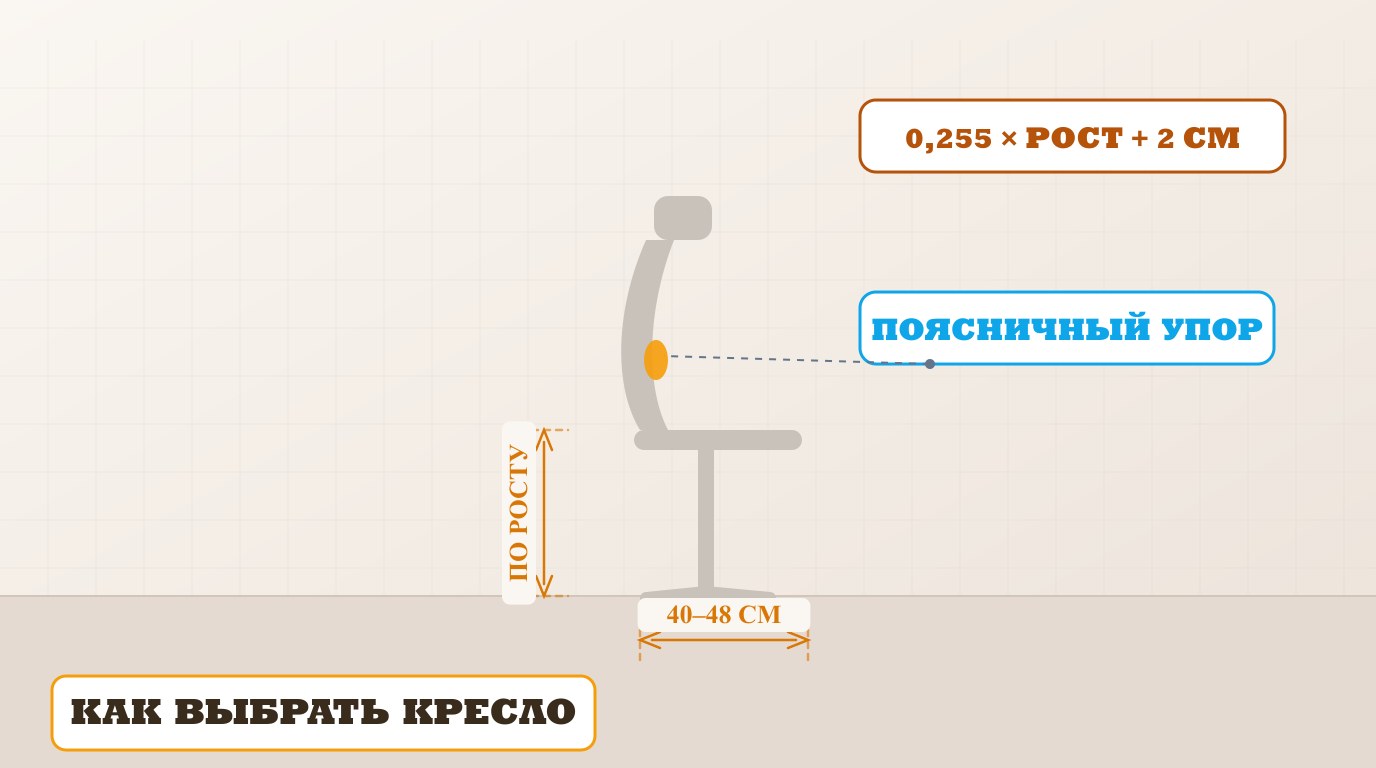 0,255 × РОСТ + 2 СМ
ПОЯСНИЧНЫЙ УПОР
ПО РОСТУ
40–48 СМ
КАК ВЫБРАТЬ КРЕСЛО